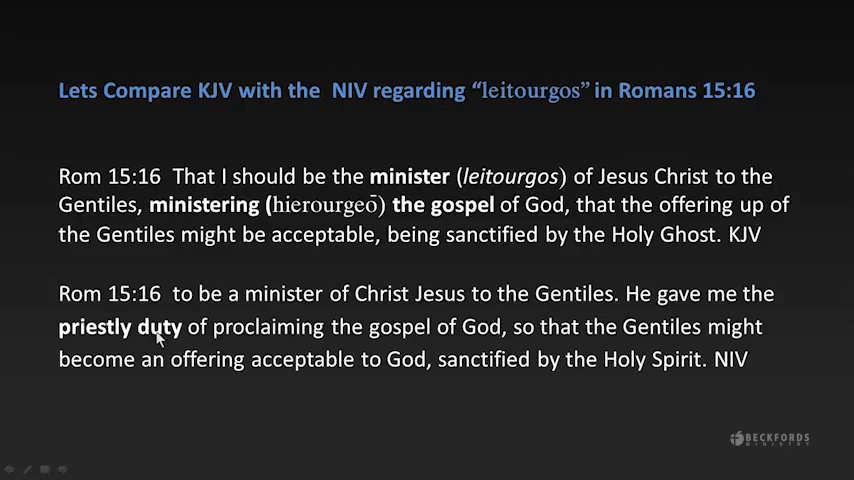 Lets Compare KJV with the NIV regarding "leitourgos" in Romans 15:16
Rom 15:16 That I should be the minister (leitourgos) of Jesus Christ to the
Gentiles, ministering (hierourgeō) the gospel of God, that the offering up of
the Gentiles might be acceptable, being sanctified by the Holy Ghost. KJV
Rom 15:16 to be a minister of Christ Jesus to the Gentiles. He gave me the
priestly duty of proclaiming the gospel of God, so that the Gentiles might
become an offering acceptable to God, sanctified by the Holy Spirit. NIV
BECKFORDS
MINISTRY